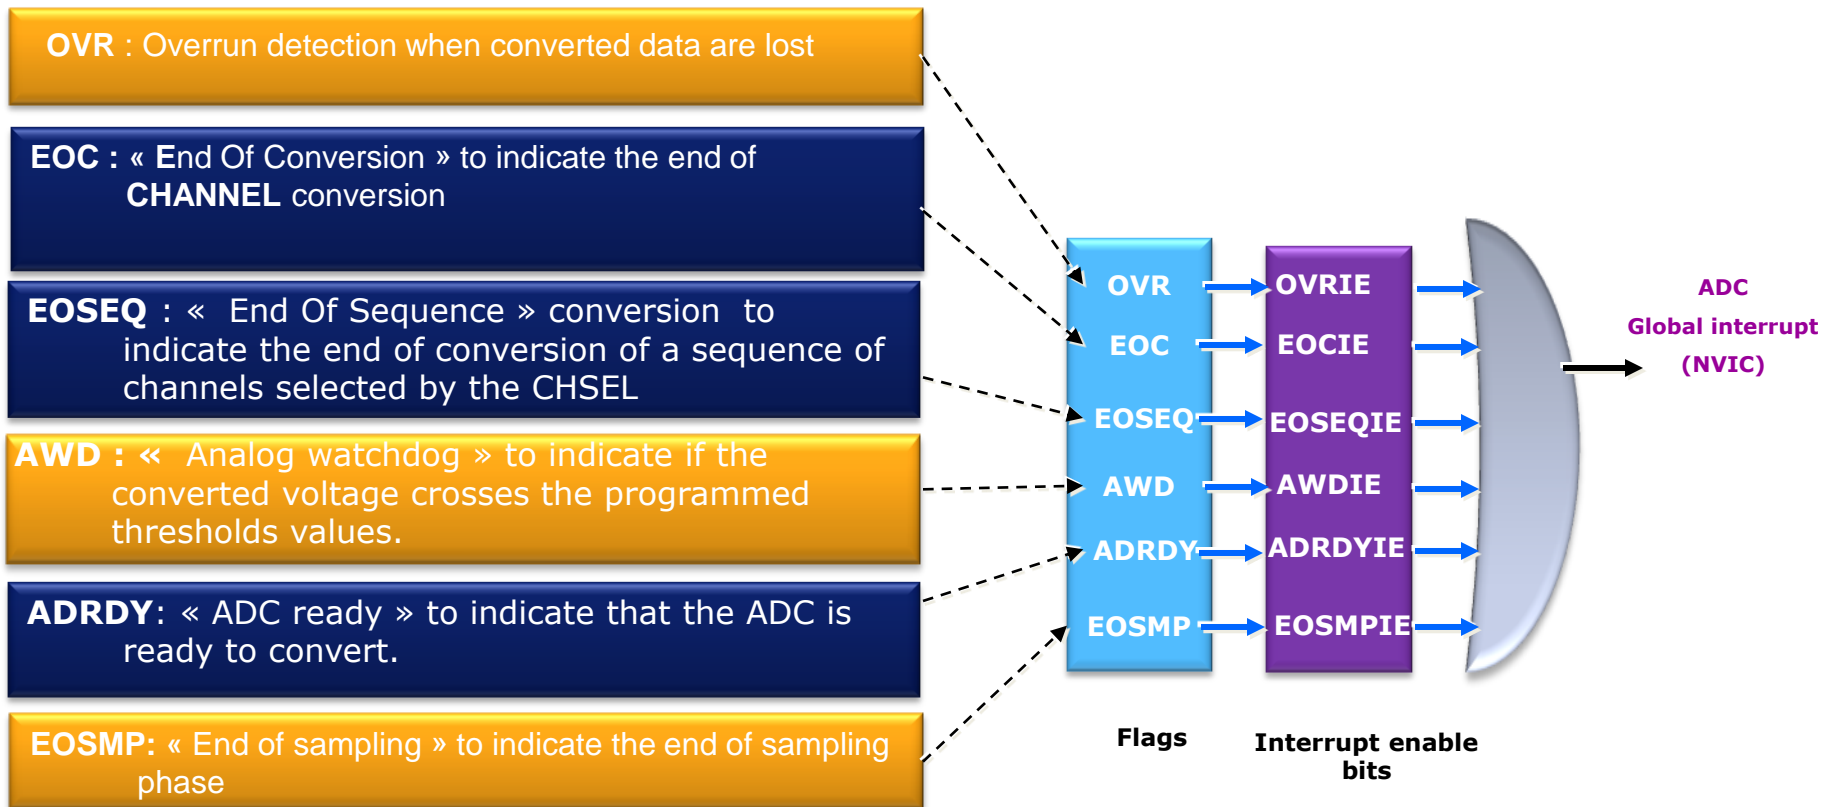 OVR : Overrun detection when converted data are lost
EOC : « End Of Conversion » to indicate the end of
CHANNEL conversion
EOSEQ : « End Of Sequence » conversion to
indicate the end of conversion of a sequence of
channels selected by the CHSEL
AWD : « Analog watchdog » to indicate if the
converted voltage crosses the programmed
thresholds values.
ADRDY: « ADC ready » to indicate that the ADC is
ready to convert.
EOSMP: « End of sampling » to indicate the end of sampling
phase
OVR
EOC
EOSEQ
AWD
ADRDY
EOSMP
Flags
OVRIE
EOCIE
EOSEQIE
AWDIE
ADRDYIE
EOSMPIE
Interrupt enable
bits
ADC
Global interrupt
(NVIC)